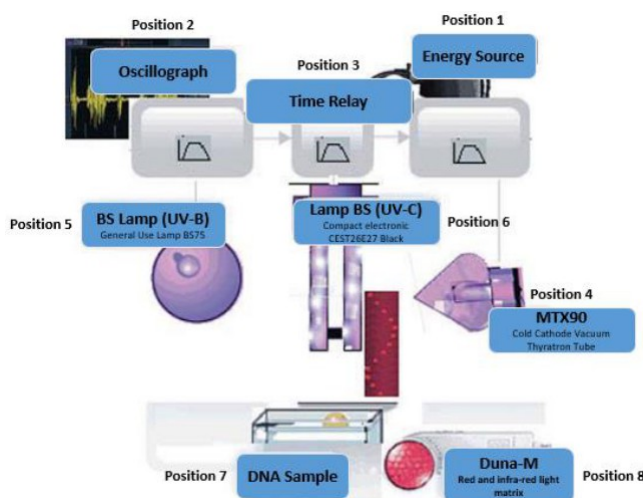 Position 1
Position 2
Energy Source
Oscillograph
Position 3
Time Relay
Position 5
BS Lamp (UV-B)
General Use Lamp BS75
Lamp BS (UV-C)
Compact electronic
CEST26E27 Black
Position 6
Position 4
MTX90
Cold Cathode Vacuum
Thyratron Tube
Position 7
DNA Sample
Duna-M
Red and infra-red light
matrix
Position 8